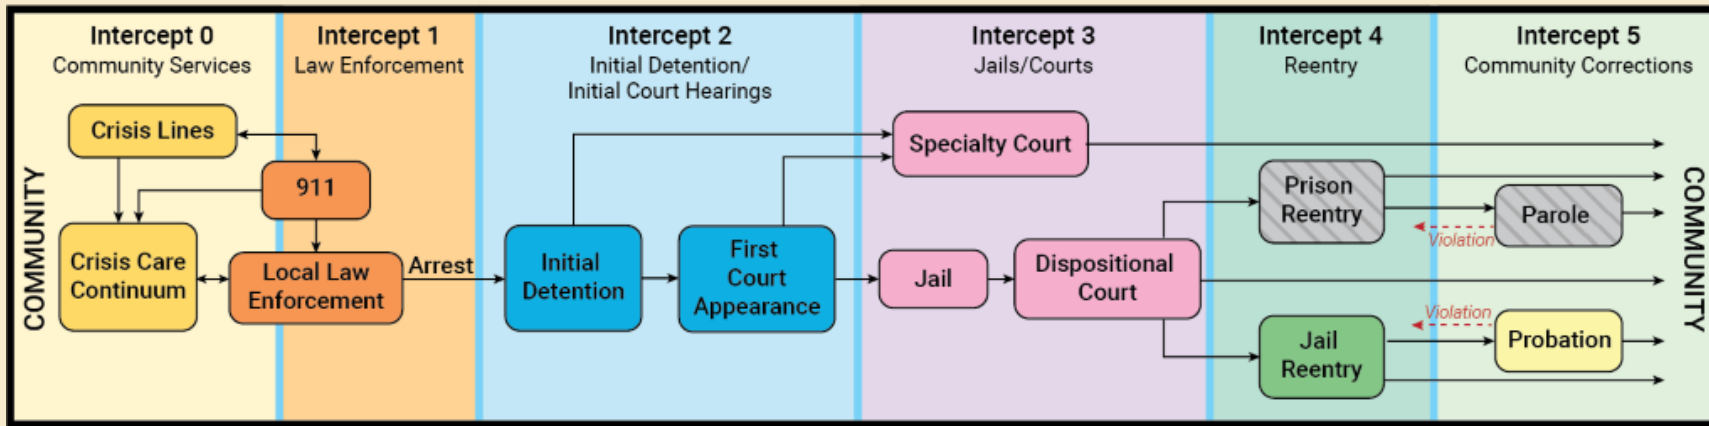 Intercept 0
Community Services
Intercept 1
Law Enforcement
Intercept 2
Initial Detention/
Initial Court Hearings
Intercept 3
Jails/Courts
Intercept 4
Reentry
Intercept 5
Community Corrections
COMMUNITY
Crisis Lines
911
Crisis Care
Continuum
Local Law
Enforcement
Arrest
Initial
Detention
First
Court
Appearance
Specialty Court
Jail
Dispositional
Court
Prison
Reentry
Parole
Violation
Jail
Reentry
Violation
Probation
COMMUNITY